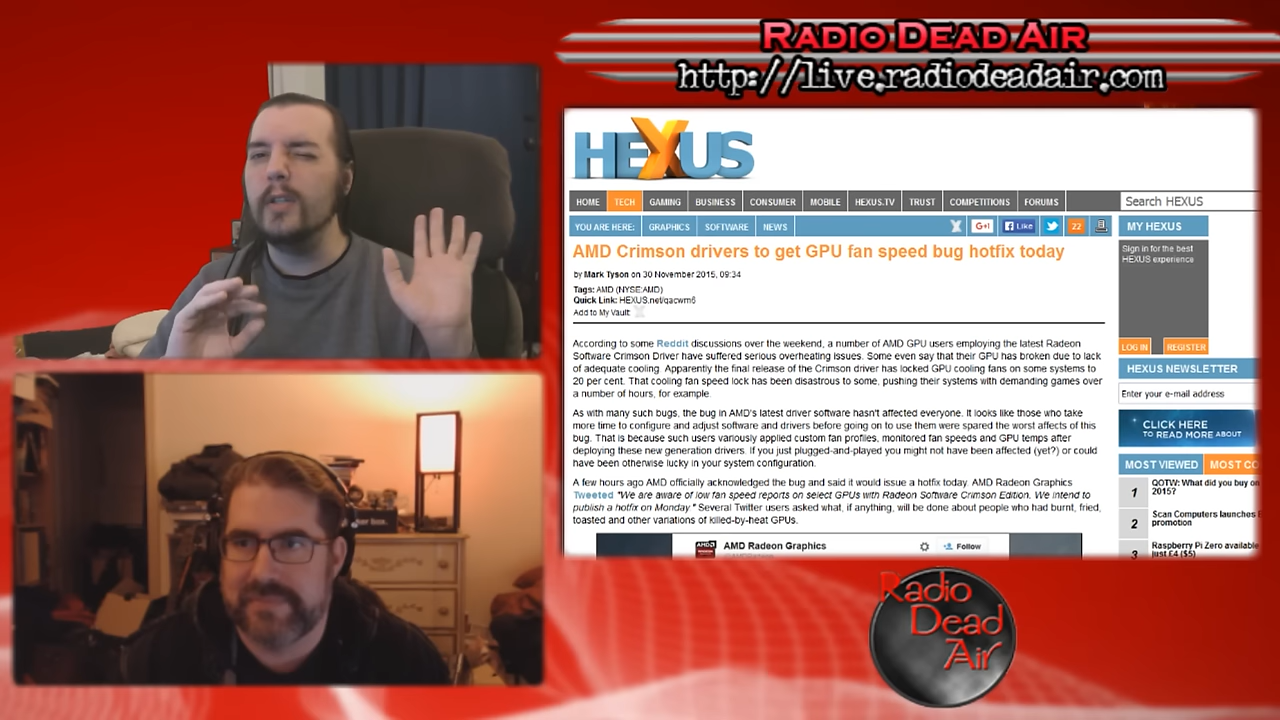 RADIO DEAD AIR
http://live.radiodeadair.com
HEXUS
HOME TECH GAMING BUSINESS CONSUMER MOBILE HEXUS.TV TRUST COMPETITIONS FORUMS
Search HEXUS
YOU ARE HERE: GRAPHICS SOFTWARE NEWS
G+1 Like 22
MY HEXUS
Sign in for the best
HEXUS experience
LOG IN REGISTER
HEXUS NEWSLETTER
Enter your e-mail address
CLICK HERE
TO READ MORE ABOUT
MOST VIEWED MOST CO
1 QOTW: What did you buy on
2015?
2 Scan Computers launches
promotion
3 Raspberry Pi Zero available
just £4 ($5)
AMD Crimson drivers to get GPU fan speed bug hotfix today
by Mark Tyson on 30 November 2015, 09:34
Tags: AMD (NYSE:AMD)
Quick Link: HEXUS.net/qacwm6
Add to My Vault:
According to some Reddit discussions over the weekend, a number of AMD GPU users employing the latest Radeon
Software Crimson Driver have suffered serious overheating issues. Some even say that their GPU has broken due to lack
of adequate cooling. Apparently the final release of the Crimson driver has locked GPU cooling fans on some systems to
20 per cent. That cooling fan speed lock has been disastrous to some, pushing their systems with demanding games over
a number of hours, for example.
As with many such bugs, the bug in AMD's latest driver software hasn't affected everyone. It looks like those who take
more time to configure and adjust software and drivers before going on to use them were spared the worst affects of this
bug. That is because such users variously applied custom fan profiles, monitored fan speeds and GPU temps after
deploying these new generation drivers. If you just plugged-and-played you might not have been affected (yet?) or could
have been otherwise lucky in your system configuration.
A few hours ago AMD officially acknowledged the bug and said it would issue a hotfix today. AMD Radeon Graphics
Tweeted "We are aware of low fan speed reports on select GPUs with Radeon Software Crimson Edition. We intend to
publish a hotfix on Monday." Several Twitter users asked what, if anything, will be done about people who had burnt, fried,
toasted and other variations of killed-by-heat GPUs.
AMD AMD Radeon Graphics Follow
Radio
Dead
Air